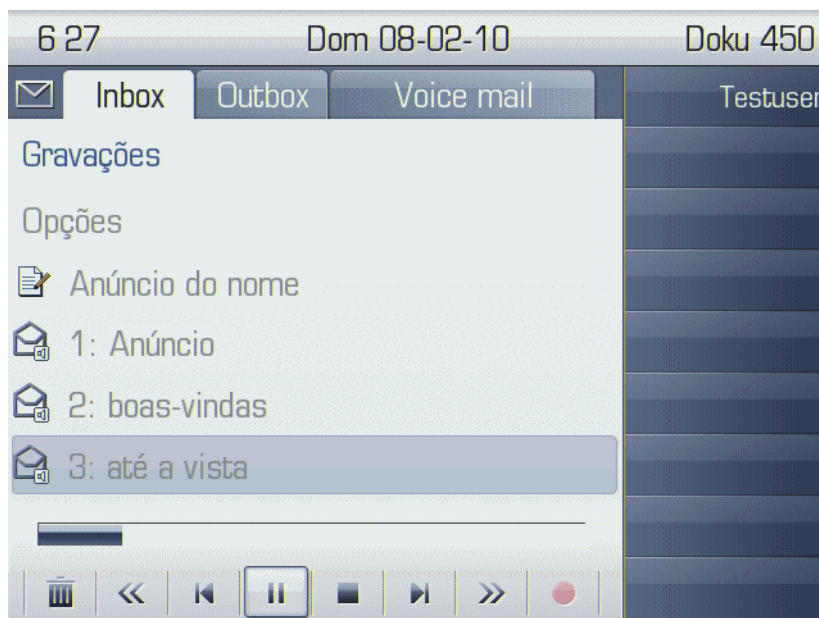 6 27 Dom 08-02-10 Doku 450
Inbox Outbox Voice mail Testuser
Gravações
Opções
Anúncio do nome
1: Anúncio
2: boas-vindas
3: até a vista